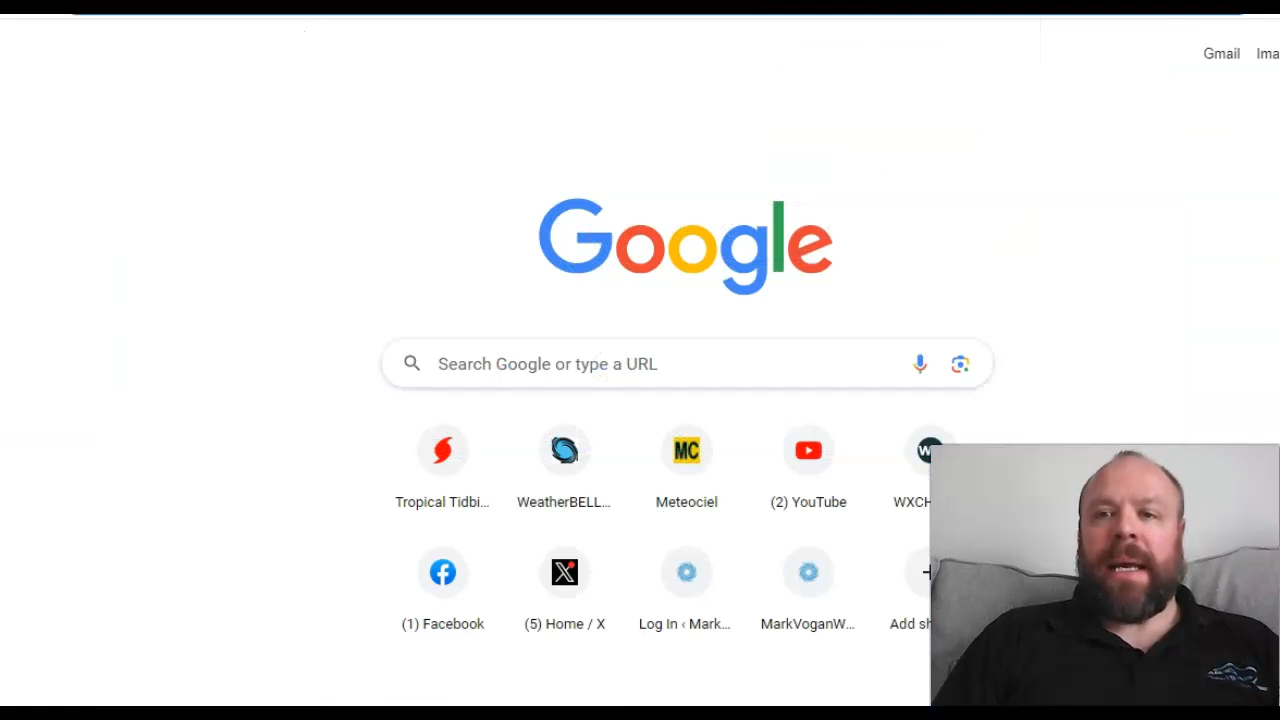 Gmail Ima
Google
Search Google or type a URL
MC
W
Tropical Tidbi... WeatherBELL... Meteociel (2) YouTube WXCH
X
(1) Facebook (5) Home / X Log In ‹ Mark... MarkVoganW... Add sh